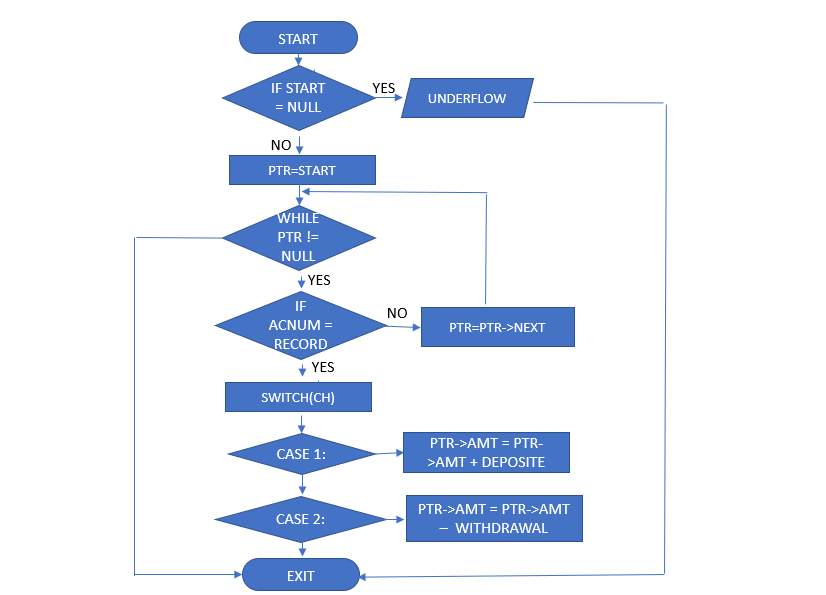 START
IF START
= NULL
YES
UNDERFLOW
NO
PTR=START
WHILE
PTR !=
NULL
YES
IF
ACNUM =
RECORD
NO
PTR=PTR->NEXT
YES
SWITCH(CH)
CASE 1:
PTR->AMT = PTR-
>AMT + DEPOSITE
CASE 2:
PTR->AMT = PTR->AMT
– WITHDRAWAL
EXIT